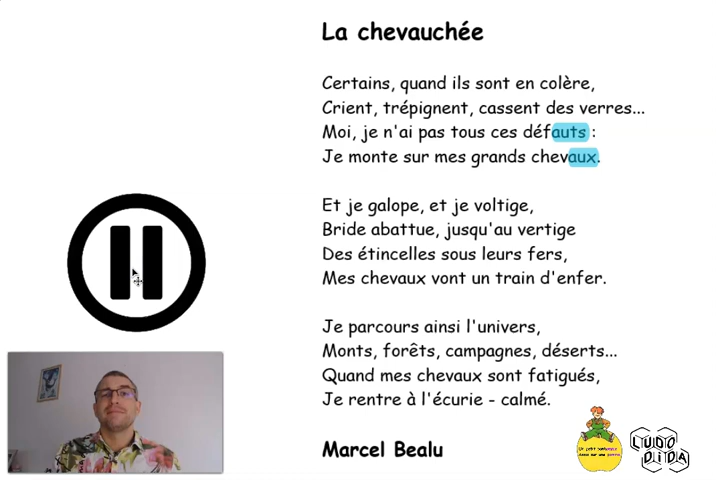 La chevauchée
Certains, quand ils sont en colère,
Crient, trépignent, cassent des verres...
Moi, je n'ai pas tous ces défauts :
Je monte sur mes grands chevaux.
Et je galope, et je voltige,
Bride abattue, jusqu'au vertige
Des étincelles sous leurs fers,
Mes chevaux vont un train d'enfer.
Je parcours ainsi l'univers,
Monts, forêts, campagnes, déserts...
Quand mes chevaux sont fatigués,
Je rentre à l'écurie - calmé.
Marcel Bealu
LUDO
DiDA